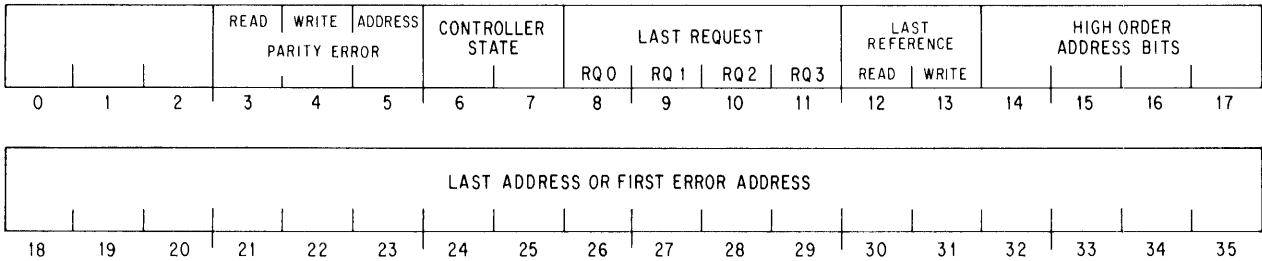 READ WRITE ADDRESS
PARITY ERROR
CONTROLLER
STATE
LAST REQUEST
RQ0 RQ1 RQ2 RQ3
LAST
REFERENCE
READ WRITE
HIGH ORDER
ADDRESS BITS
0 1 2 3 4 5 6 7 8 9 10 11 12 13 14 15 16 17
LAST ADDRESS OR FIRST ERROR ADDRESS
18 19 20 21 22 23 24 25 26 27 28 29 30 31 32 33 34 35